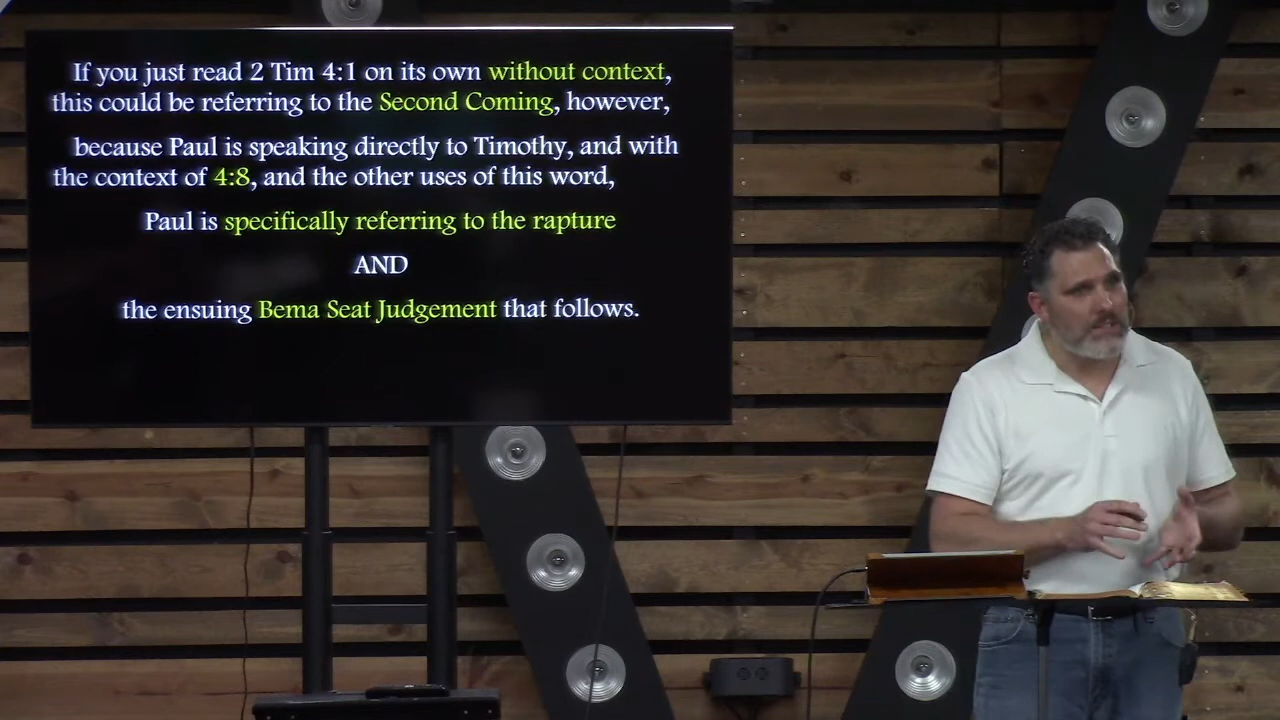 If you just read 2 Tim 4:1 on its own without context,
this could be referring to the Second Coming, however,
because Paul is speaking directly to Timothy, and with
the context of 4:8, and the other uses of this word,
Paul is specifically referring to the rapture
AND
the ensuing Bema Seat Judgement that follows.